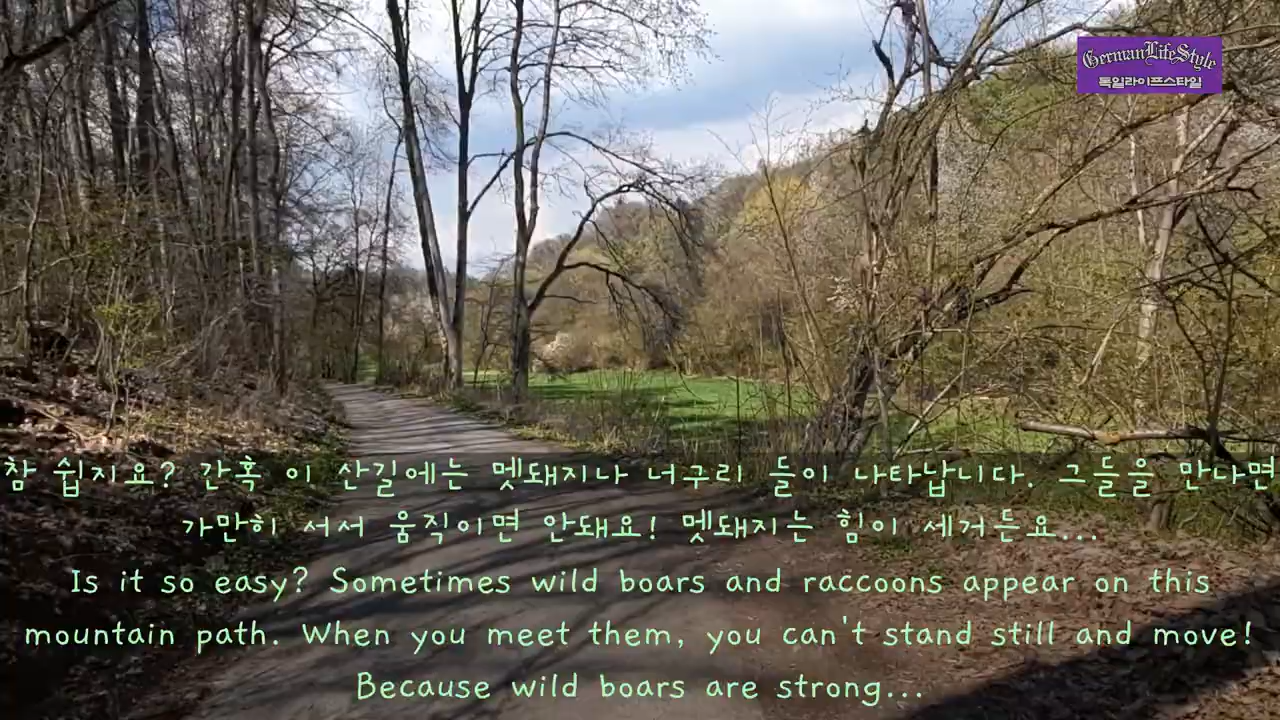 GermanLifeStyle
독일라이프스타일
참 쉽지요? 간혹 이 산길에는 멧돼지나 너구리 들이 나타납니다. 그들을 만나면
가만히 서서 움직이면 안돼요! 멧돼지는 힘이 세거든요...
Is it so easy? Sometimes wild boars and raccoons appear on this
mountain path. When you meet them, you can't stand still and move!
Because wild boars are strong...